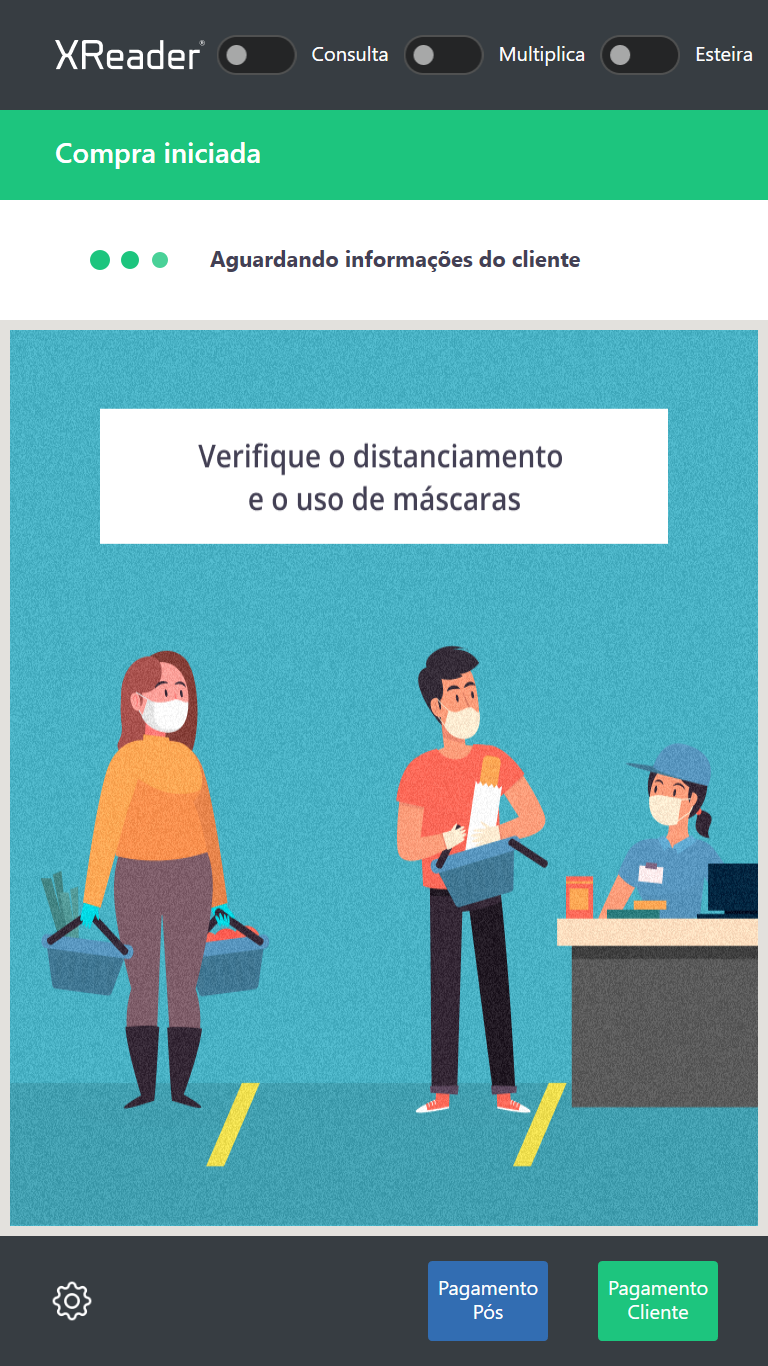 XReader®
Consulta
Multiplica
Esteira
Compra iniciada
Aguardando informações do cliente
Verifique o distanciamento
e o uso de máscaras
Pagamento
Pós
Pagamento
Cliente